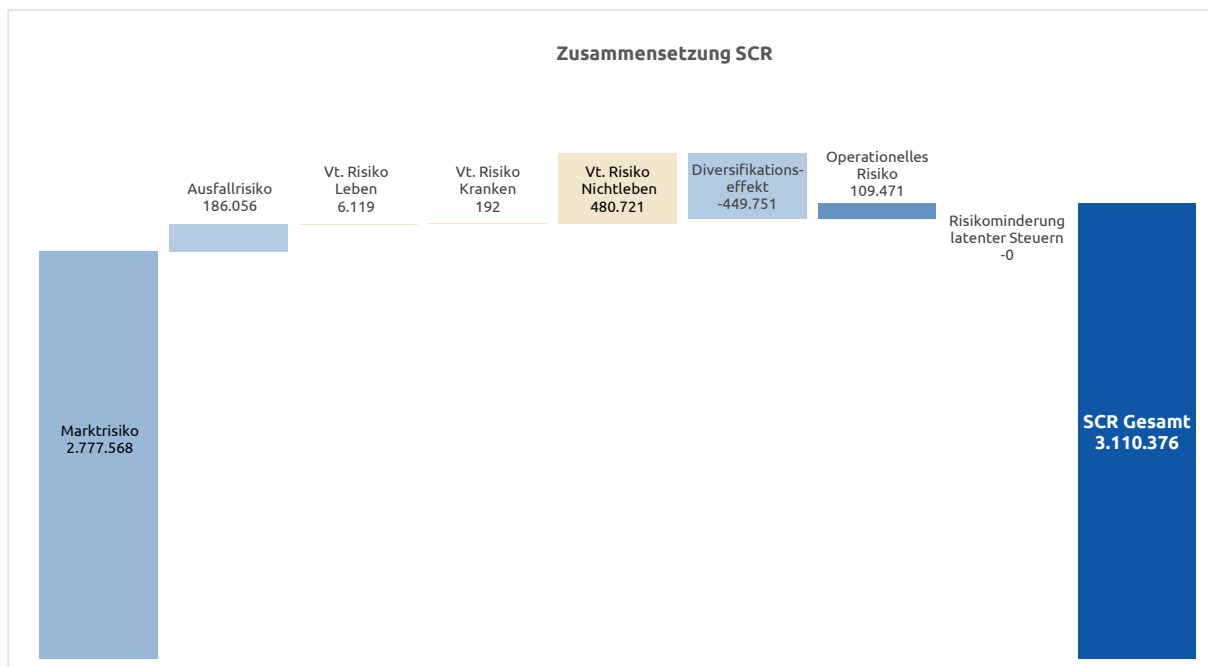 Zusammensetzung SCR
Marktrisiko
2.777.568
Ausfallrisiko
186.056
Vt. Risiko
Leben
6.119
Vt. Risiko
Kranken
192
Vt. Risiko
Nichtleben
480.721
Diversifikations-
effekt
-449.751
Operationelles
Risiko
109.471
Risikominderung
latenter Steuern
-0
SCR Gesamt
3.110.376